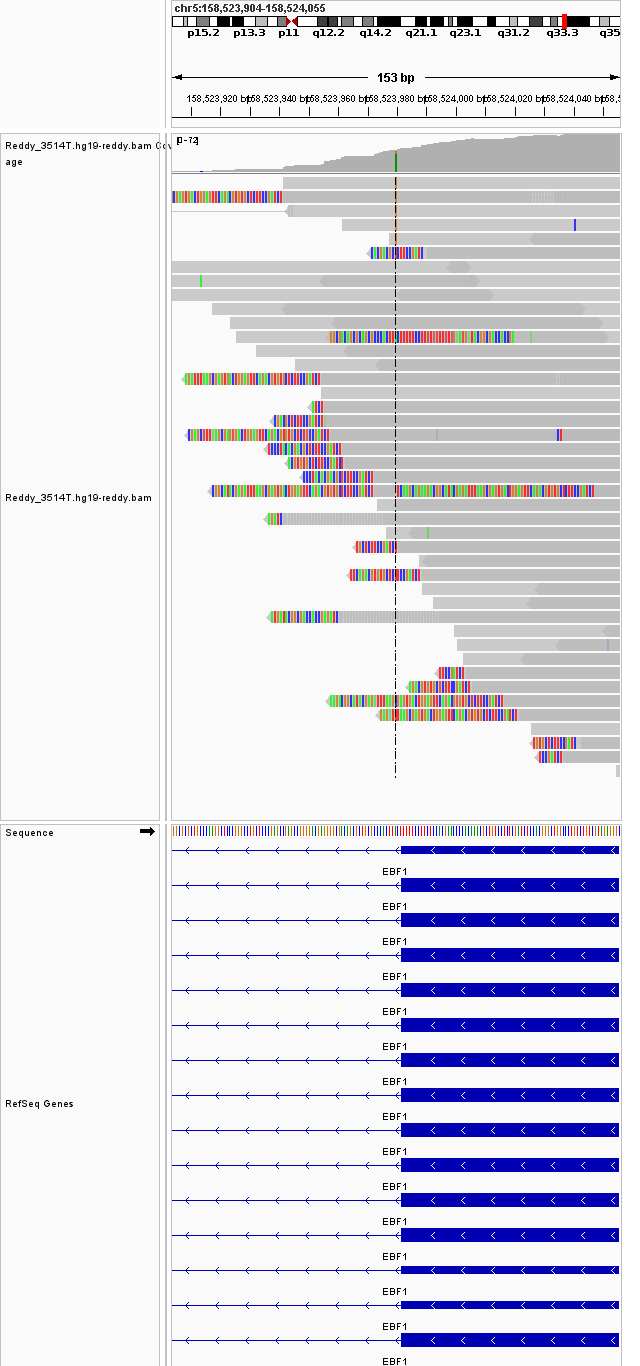 chr5:158,523,904-158,524,055
p15.2 p13.3 p11 q12.2 q14.2 q21.1 q23.1 q31.2 q33.3 q35
153 bp
158,523,920 bp 158,523,940 bp 158,523,960 bp 158,523,980 bp 158,524,000 bp 158,524,020 bp 158,524,040 bp
Reddy_3514T.hg19-reddy.bam Cov
age
[0-72]
Reddy_3514T.hg19-reddy.bam
Sequence
EBF1
EBF1
EBF1
EBF1
EBF1
EBF1
EBF1
RefSeq Genes
EBF1
EBF1
EBF1
EBF1
EBF1
EBF1
EBF1
EBF1